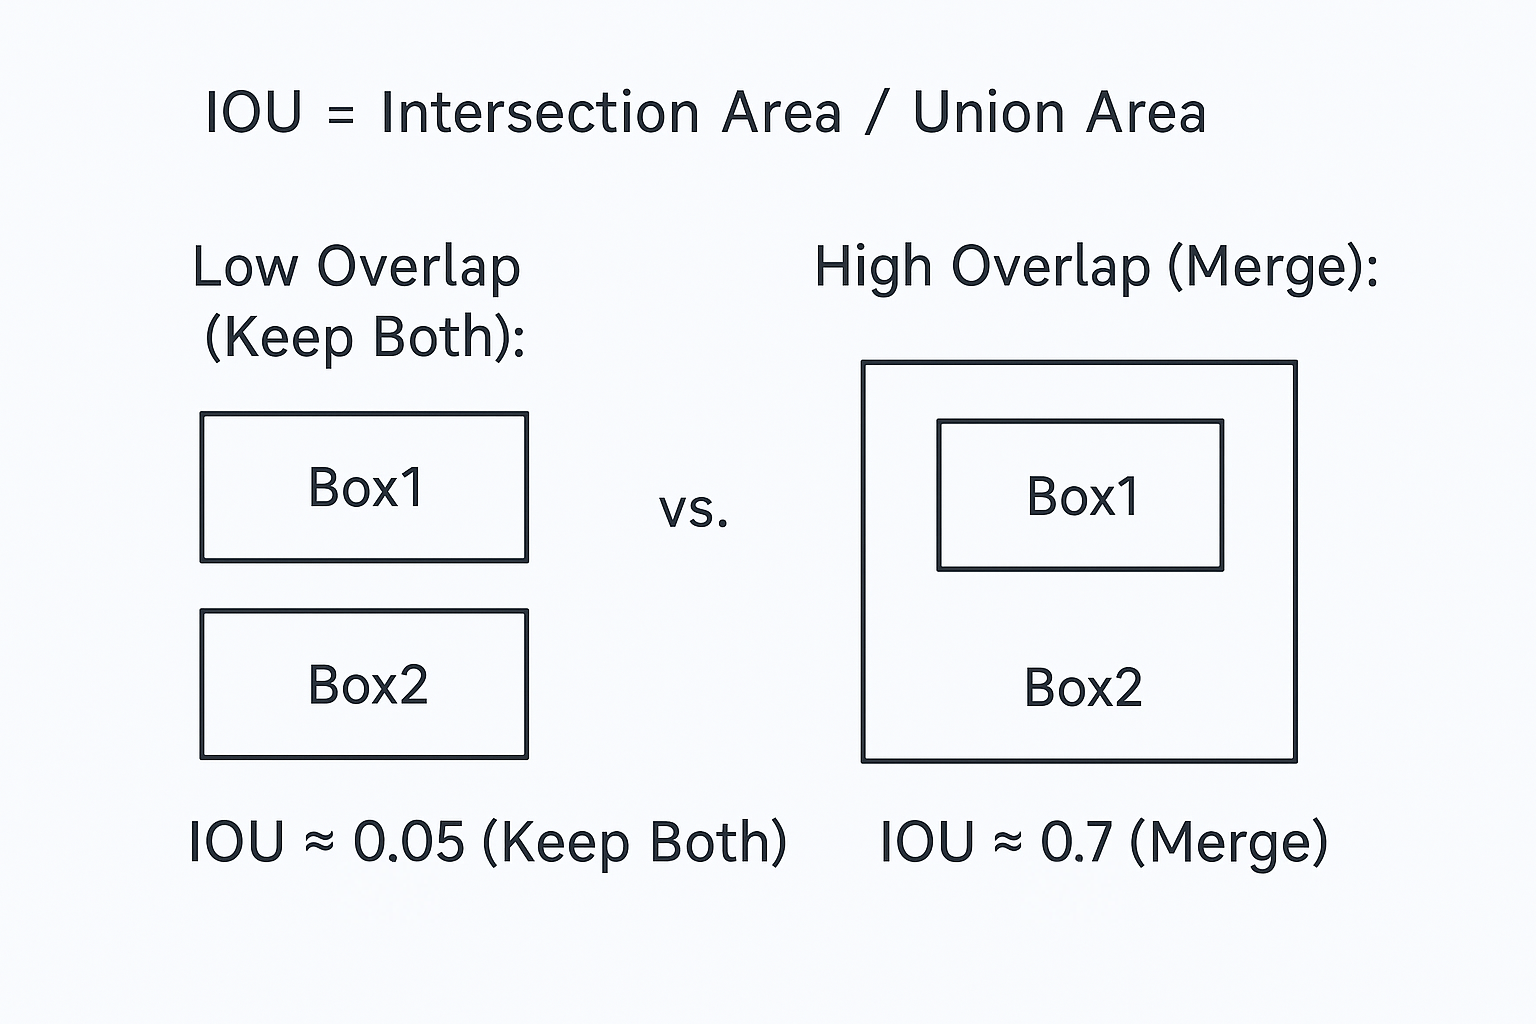 IOU = Intersection Area / Union Area
Low Overlap
(Keep Both):
Box1
Box2
IOU ≈ 0.05 (Keep Both)
vs.
High Overlap (Merge):
Box1
Box2
IOU ≈ 0.7 (Merge)